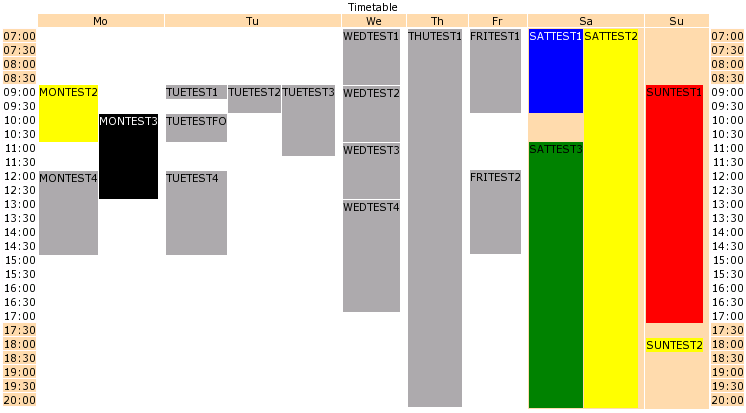 Timetable
Mo Tu We Th Fr Sa Su
07:00 WEDTEST1 THUTEST1 FRITEST1 SATTEST1 SATTEST2 07:00
07:30 07:30
08:00 08:00
08:30 08:30
09:00 MONTEST2 TUETEST1 TUETEST2 TUETEST3 WEDTEST2 SUNTEST1 09:00
09:30 09:30
10:00 MONTEST3 TUETESTFO 10:00
10:30 10:30
11:00 WEDTEST3 SATTEST3 11:00
11:30 11:30
12:00 MONTEST4 TUETEST4 FRITEST2 12:00
12:30 12:30
13:00 WEDTEST4 13:00
13:30 13:30
14:00 14:00
14:30 14:30
15:00 15:00
15:30 15:30
16:00 16:00
16:30 16:30
17:00 17:00
17:30 17:30
18:00 SUNTEST2 18:00
18:30 18:30
19:00 19:00
19:30 19:30
20:00 20:00